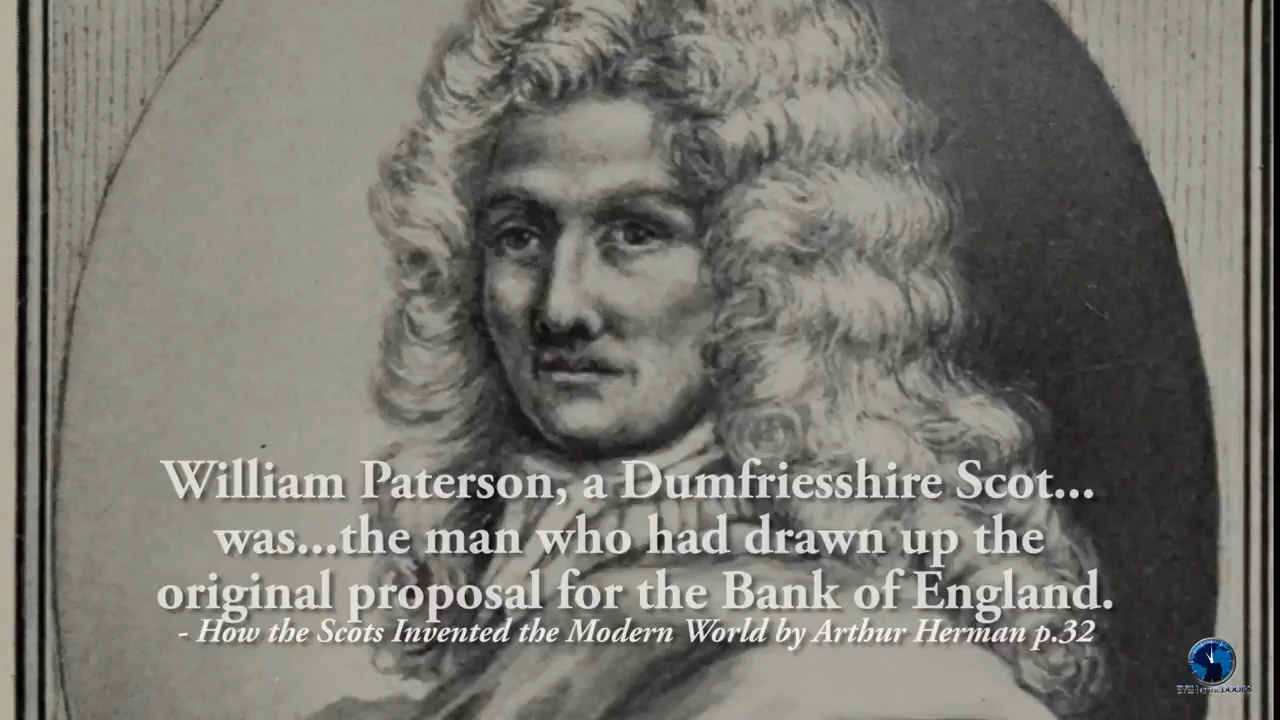 William Paterson, a Dumfriesshire Scot...
was...the man who had drawn up the
original proposal for the Bank of England.
- How the Scots Invented the Modern World by Arthur Herman p.32